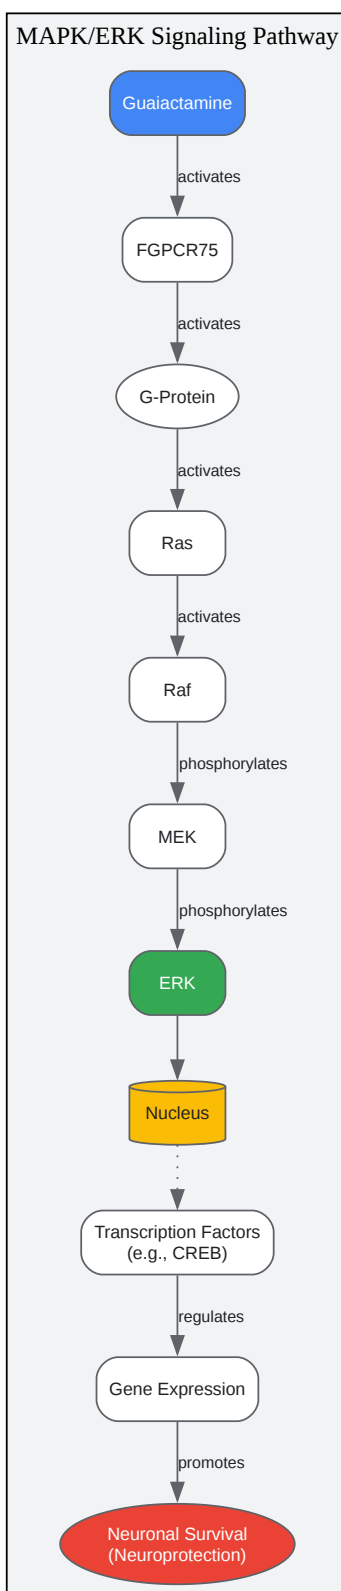 MAPK/ERK Signaling Pathway
Guaiactamine
activates
FGPCR75
activates
G-Protein
activates
Ras
activates
Raf
phosphorylates
MEK
phosphorylates
ERK
Nucleus
Transcription Factors
(e.g., CREB)
regulates
Gene Expression
promotes
Neuronal Survival
(Neuroprotection)